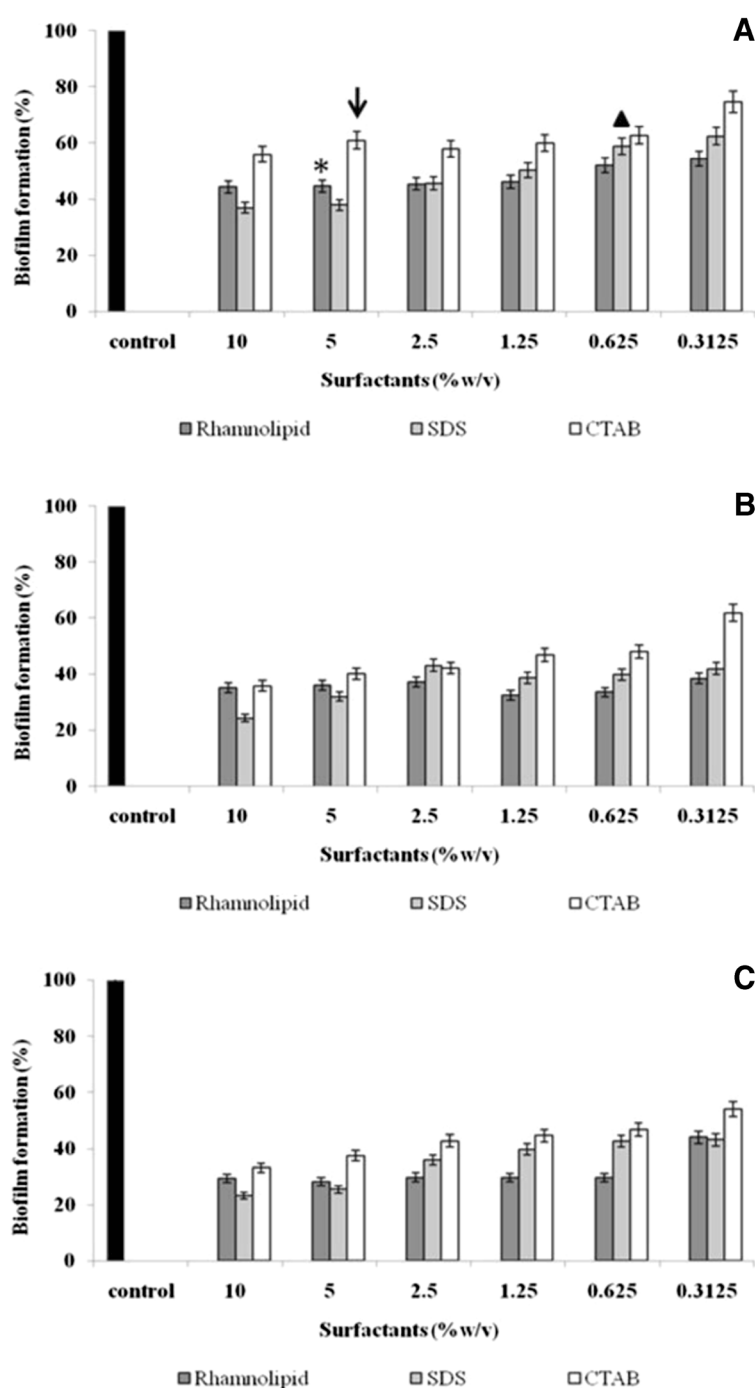 A
Biofilm formation (%)
100
80
60
40
20
0
*
control 10 5 2.5 1.25 0.625 0.3125
Surfactants (% w/v)
Rhamnolipid SDS CTAB
B
Biofilm formation (%)
100
80
60
40
20
0
control 10 5 2.5 1.25 0.625 0.3125
Surfactants (% w/v)
Rhamnolipid SDS CTAB
C
Biofilm formation (%)
100
80
60
40
20
0
control 10 5 2.5 1.25 0.625 0.3125
Surfactants (% w/v)
Rhamnolipid SDS CTAB